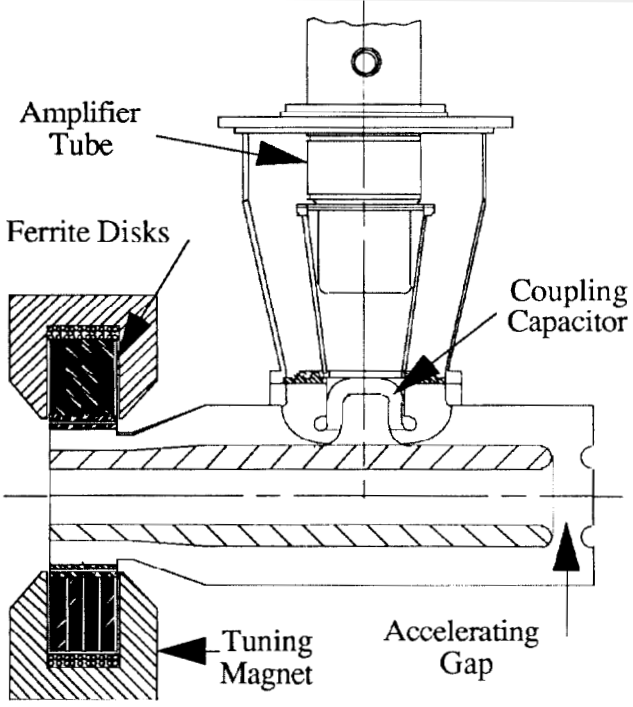 Amplifier
Tube
Ferrite Disks
Coupling
Capacitor
Tuning
Magnet
Accelerating
Gap